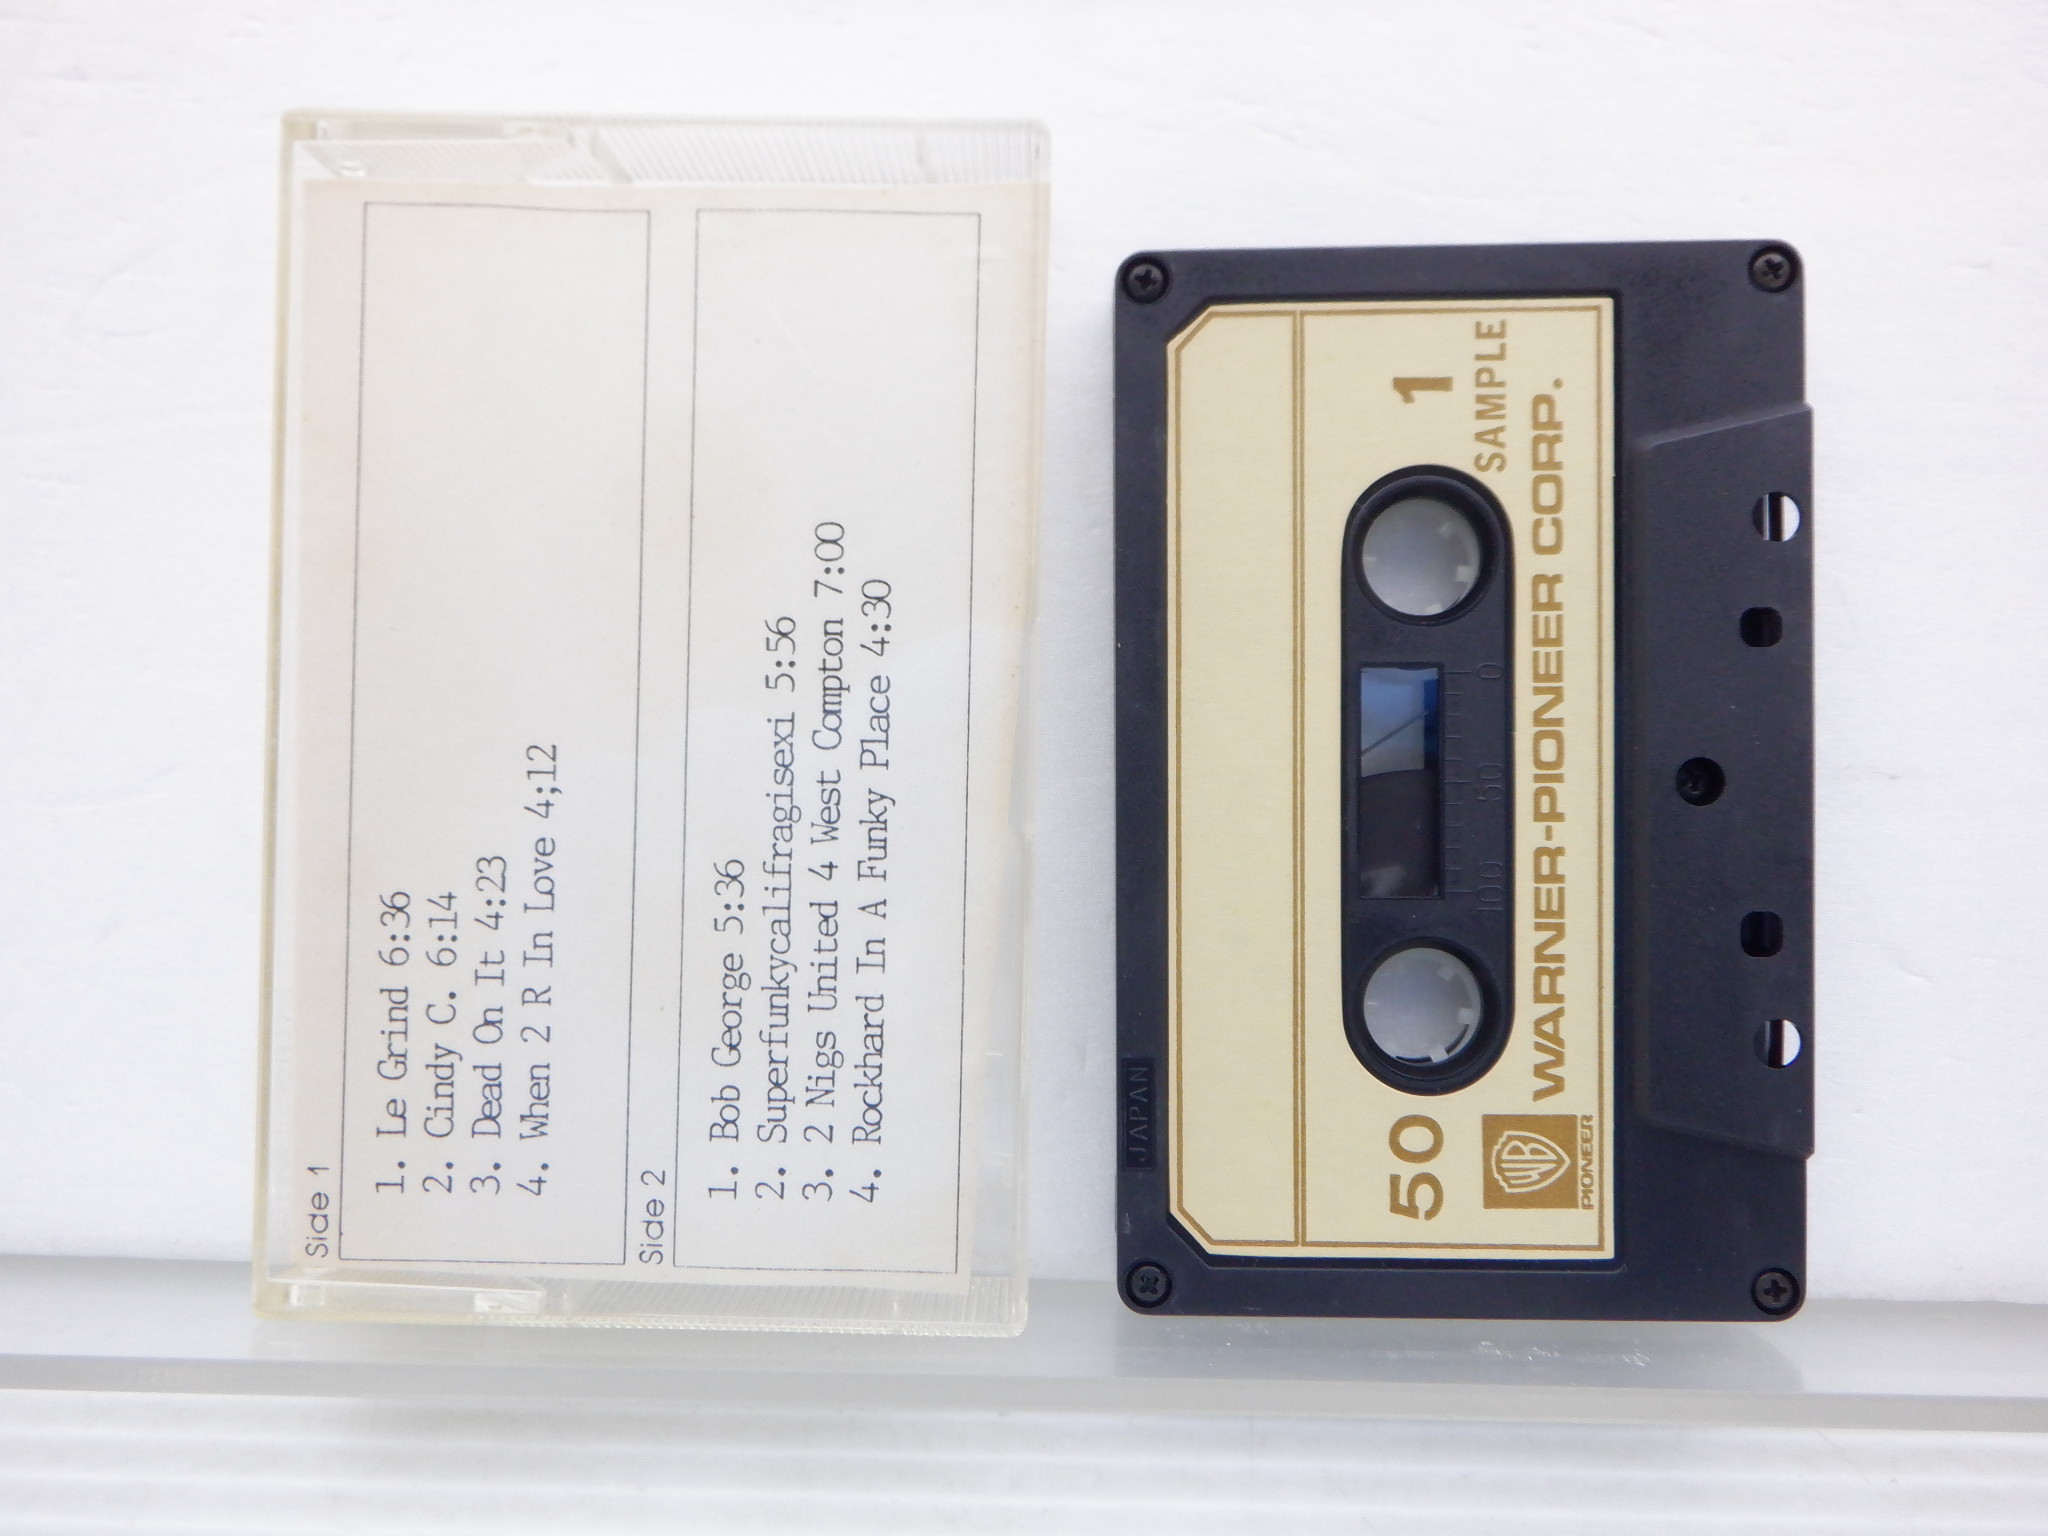 Side 1
1. Le Grind 6:36
2. Cindy C. 6:14
3. Dead On It 4:23
4. When 2 R In Love 4;12
Side 2
1. Bob George 5:36
2. Superfunkycalifragisexi 5:56
3. 2 Nigs United 4 West Compton 7:00
4. Rockhard In A Funky Place 4:30
JAPAN
50 1
SAMPLE
100 50 0
WB
PIONEER
WARNER-PIONEER CORP.